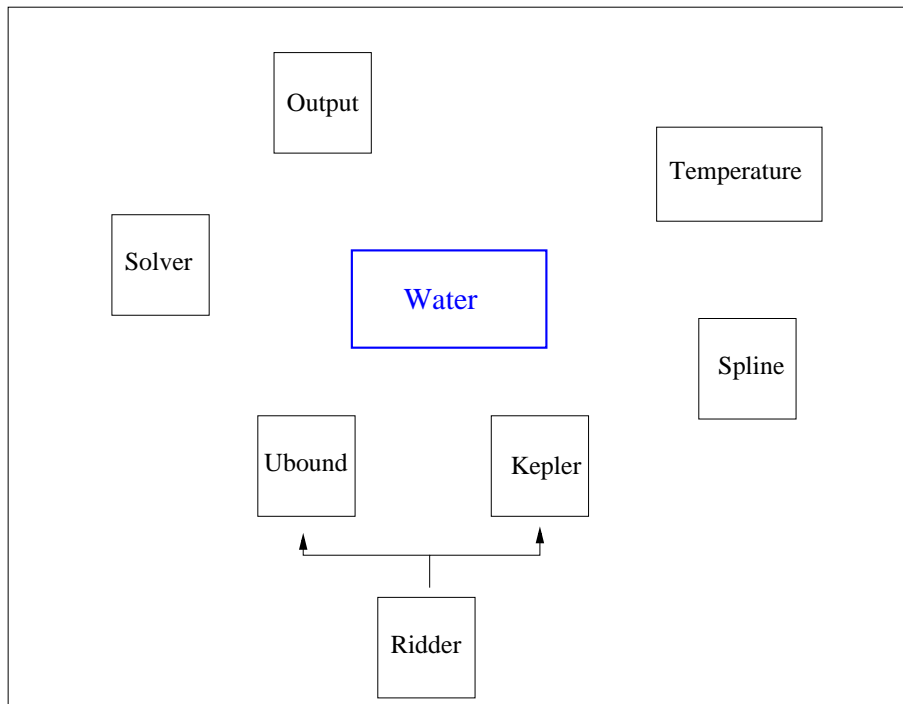 Output
Temperature
Solver
Water
Spline
Ubound
Kepler
Ridder